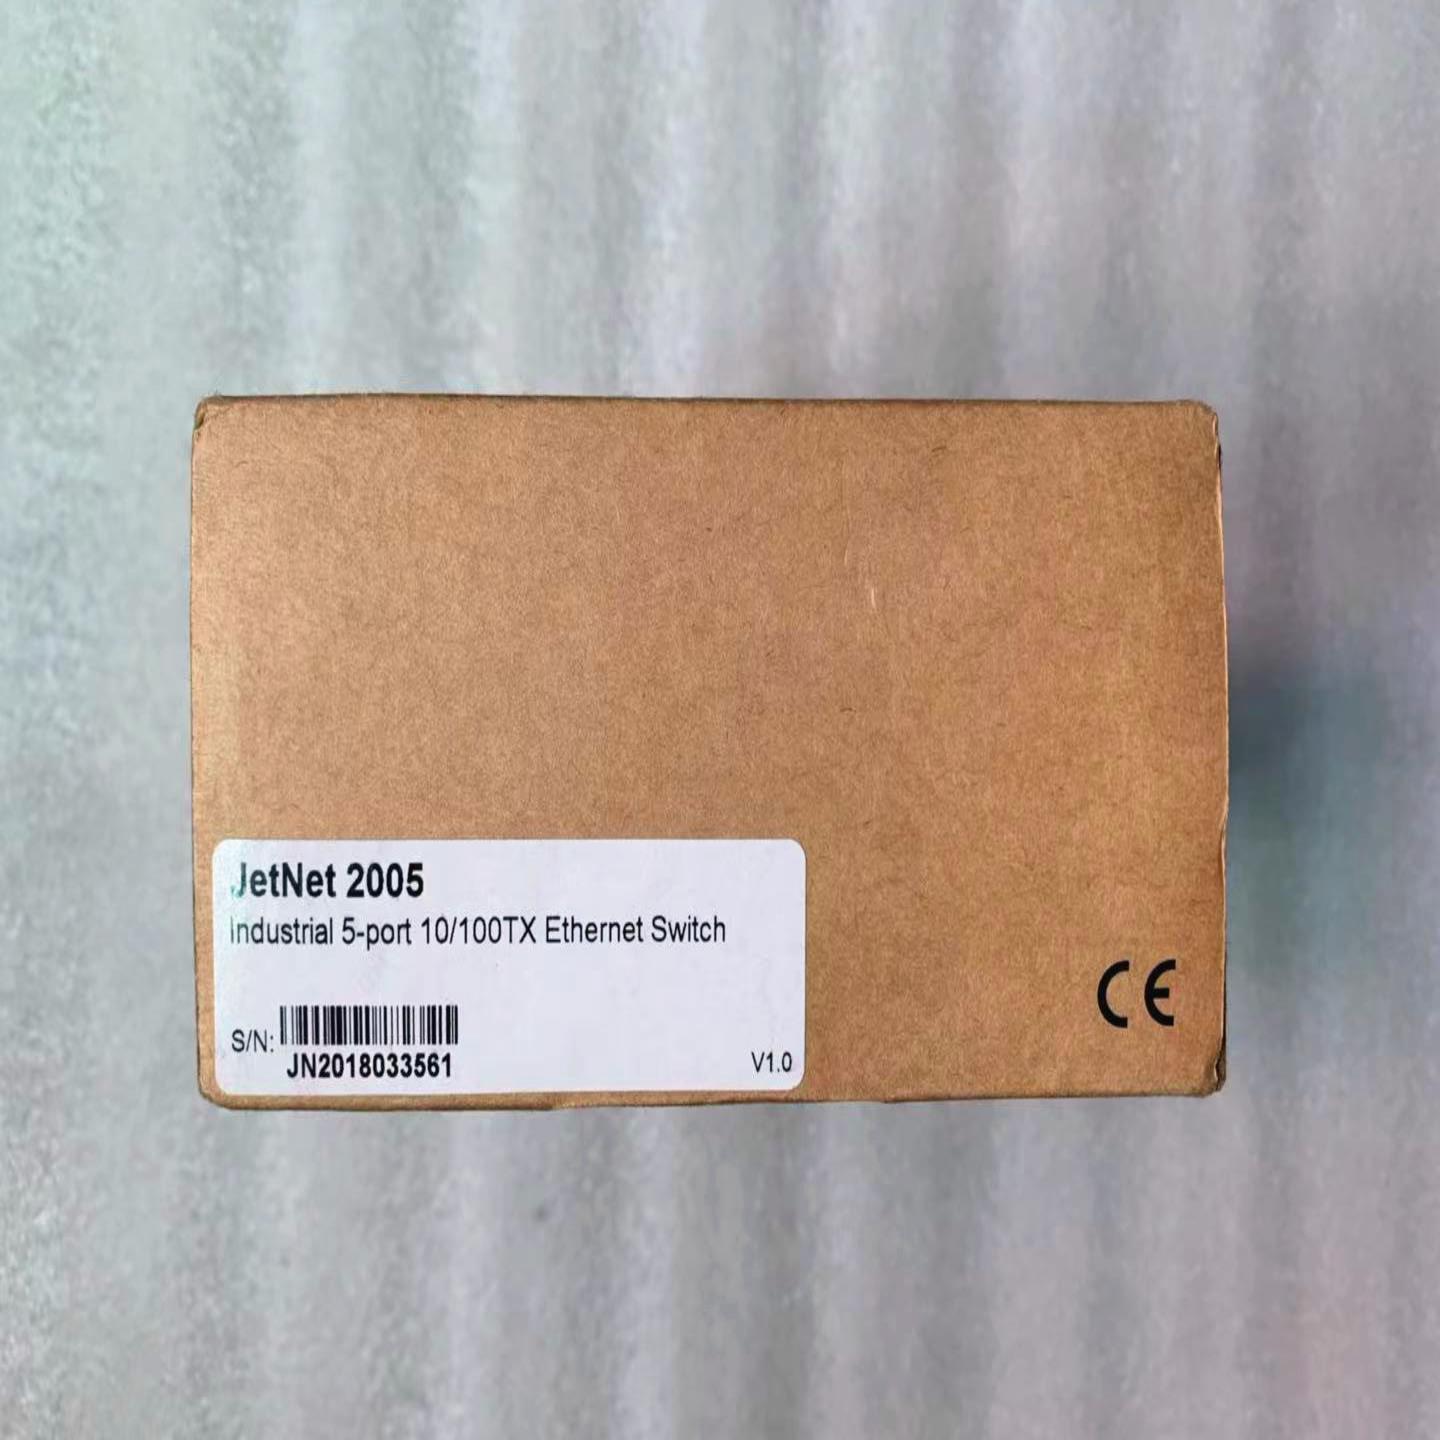 JetNet 2005
Industrial 5-port 10/100TX Ethernet Switch
S/N:
JN2018033561
V1.0
CE